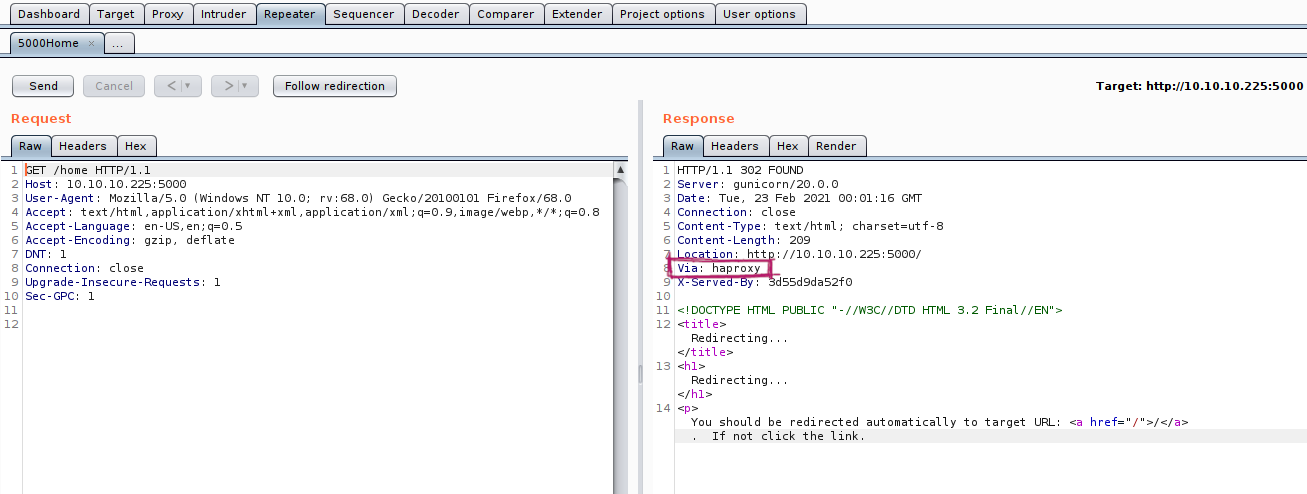 Dashboard Target Proxy Intruder Repeater Sequencer Decoder Comparer Extender Project options User options
5000Home × ...
Send Cancel < ▼ > ▼ Follow redirection Target: http://10.10.10.225:5000
Request
Raw Headers Hex
1 GET /home HTTP/1.1
2 Host: 10.10.10.225:5000
3 User-Agent: Mozilla/5.0 (Windows NT 10.0; rv:68.0) Gecko/20100101 Firefox/68.0
4 Accept: text/html,application/xhtml+xml,application/xml;q=0.9,image/webp,*/*;q=0.8
5 Accept-Language: en-US,en;q=0.5
6 Accept-Encoding: gzip, deflate
7 DNT: 1
8 Connection: close
9 Upgrade-Insecure-Requests: 1
10 Sec-GPC: 1
11
12
Response
Raw Headers Hex Render
1 HTTP/1.1 302 FOUND
2 Server: gunicorn/20.0.0
3 Date: Tue, 23 Feb 2021 00:01:16 GMT
4 Connection: close
5 Content-Type: text/html; charset=utf-8
6 Content-Length: 209
7 Location: http://10.10.10.225:5000/
8 Via: haproxy
9 X-Served-By: 3d55d9da52f0
10
11 <!DOCTYPE HTML PUBLIC "-//W3C//DTD HTML 3.2 Final//EN">
12 <title>
Redirecting...
</title>
13 <h1>
Redirecting...
</h1>
14 <p>
You should be redirected automatically to target URL: <a href="/">/</a>
.  If not click the link.